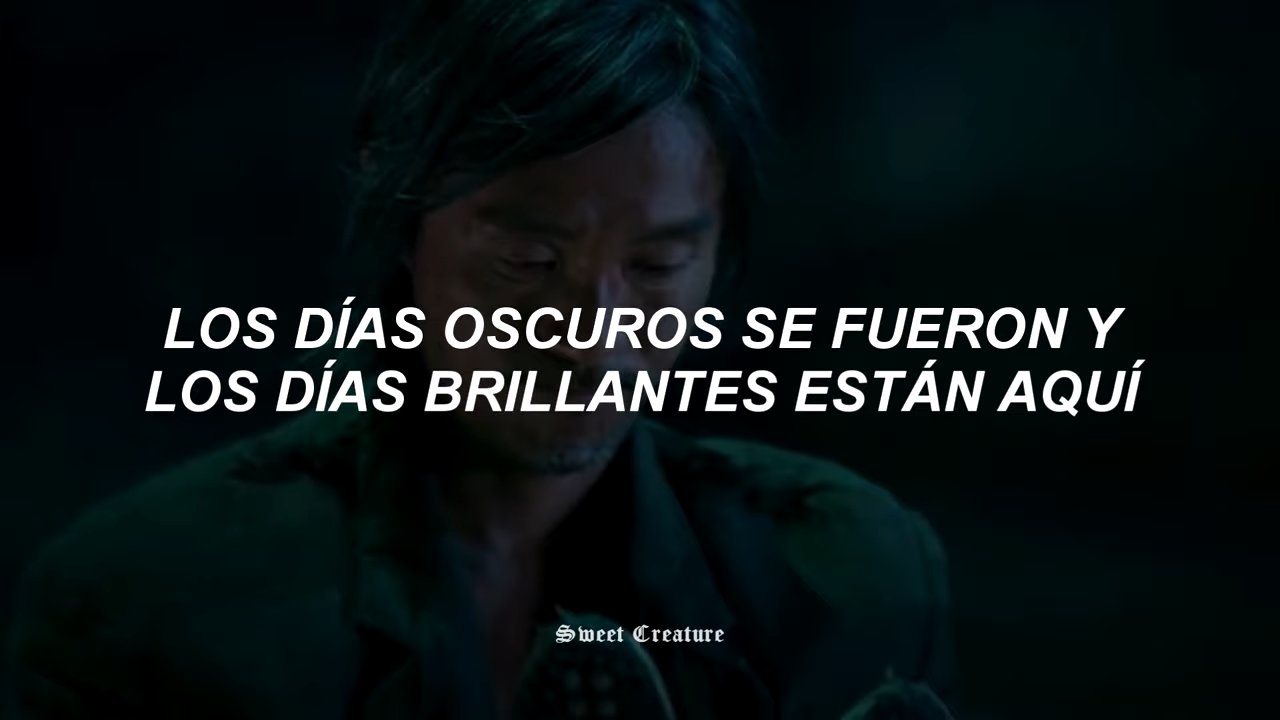 LOS DÍAS OSCUROS SE FUERON Y
LOS DÍAS BRILLANTES ESTÁN AQUÍ
Sweet Creature